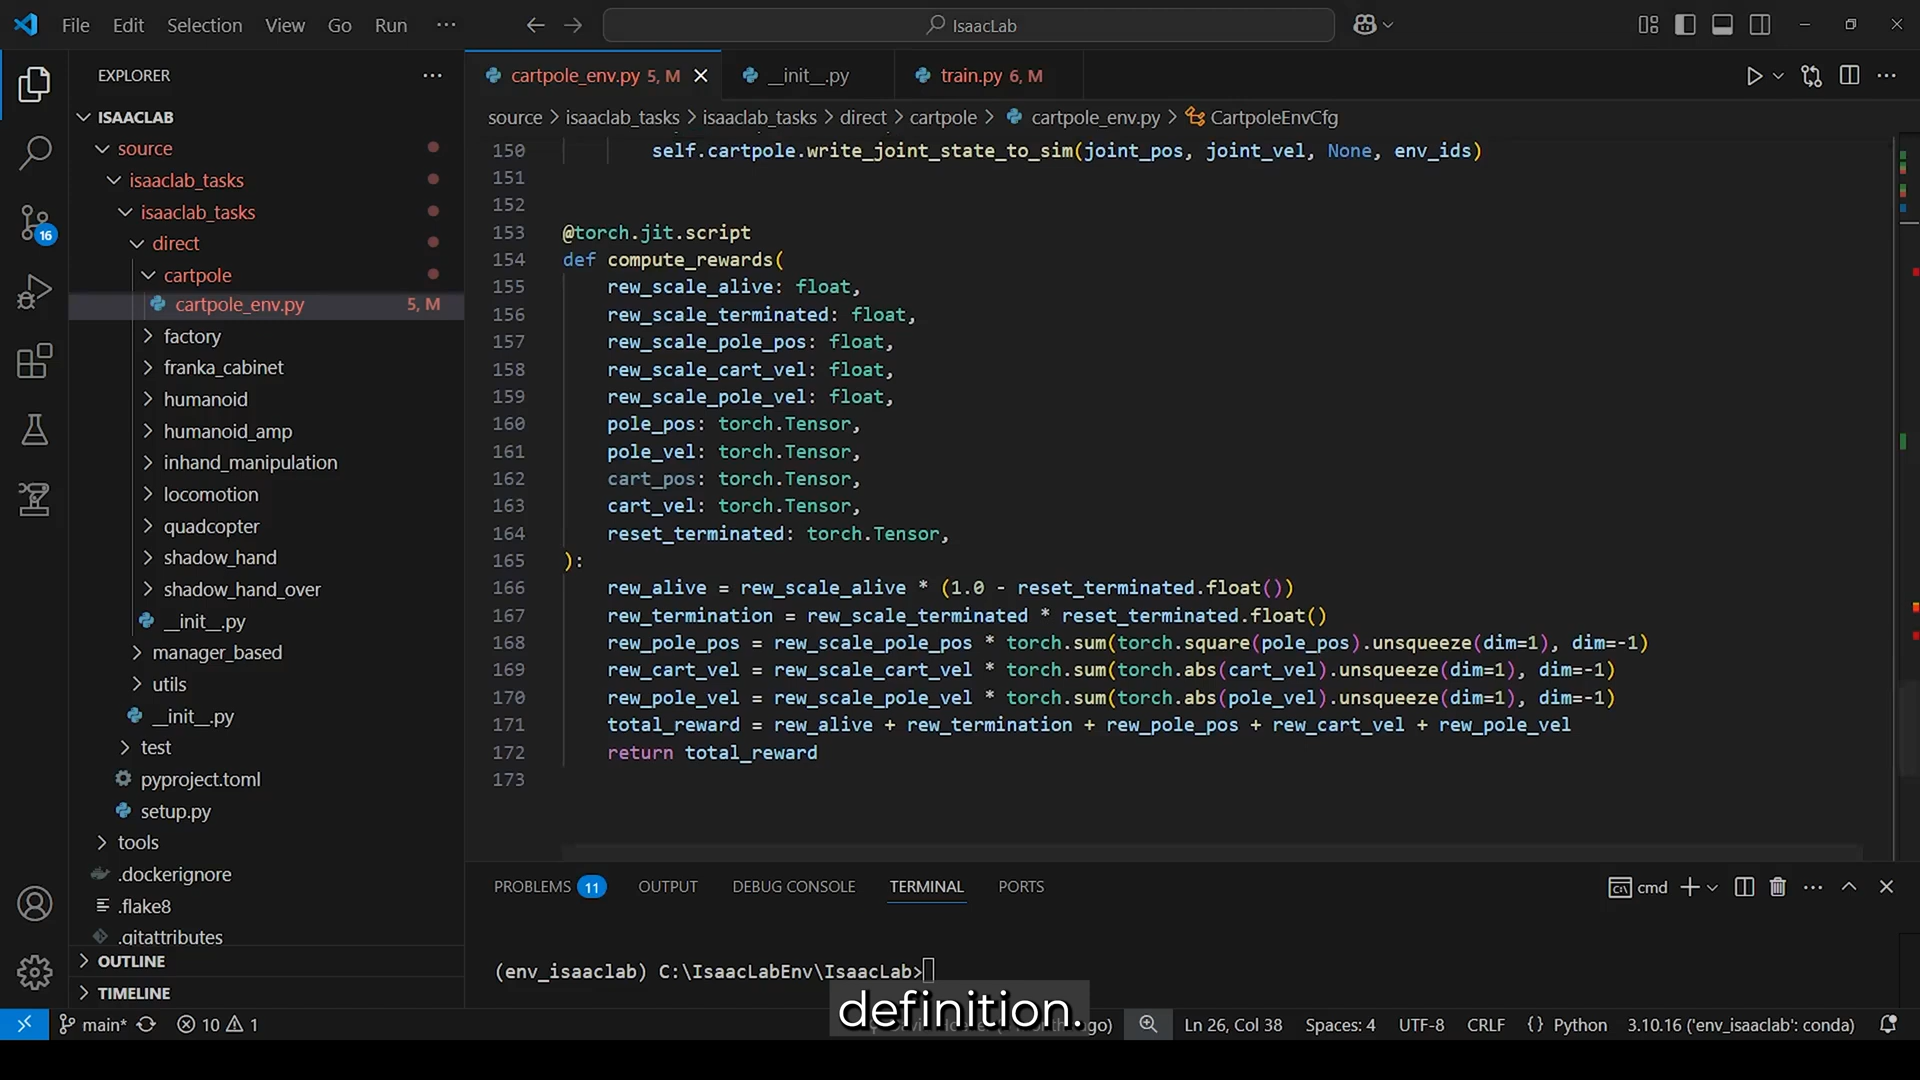 File Edit Selection View Go Run ···
IsaacLab
EXPLORER
ISAACLAB
source
isaaclab_tasks
isaaclab_tasks
direct
cartpole
cartpole_env.py 5, M
factory
franka_cabinet
humanoid
humanoid_amp
inhand_manipulation
locomotion
quadcopter
shadow_hand
shadow_hand_over
__init__.py
manager_based
utils
__init__.py
test
pyproject.toml
setup.py
tools
.dockerignore
.flake8
.gitattributes
OUTLINE
TIMELINE
16
cartpole_env.py 5, M
__init__.py
train.py 6, M
source > isaaclab_tasks > isaaclab_tasks > direct > cartpole > cartpole_env.py > CartpoleEnvCfg
150 self.cartpole.write_joint_state_to_sim(joint_pos, joint_vel, None, env_ids)
151
152
153 @torch.jit.script
154 def compute_rewards(
155 rew_scale_alive: float,
156 rew_scale_terminated: float,
157 rew_scale_pole_pos: float,
158 rew_scale_cart_vel: float,
159 rew_scale_pole_vel: float,
160 pole_pos: torch.Tensor,
161 pole_vel: torch.Tensor,
162 cart_pos: torch.Tensor,
163 cart_vel: torch.Tensor,
164 reset_terminated: torch.Tensor,
165 ):
166 rew_alive = rew_scale_alive * (1.0 - reset_terminated.float())
167 rew_termination = rew_scale_terminated * reset_terminated.float()
168 rew_pole_pos = rew_scale_pole_pos * torch.sum(torch.square(pole_pos).unsqueeze(dim=1), dim=-1)
169 rew_cart_vel = rew_scale_cart_vel * torch.sum(torch.abs(cart_vel).unsqueeze(dim=1), dim=-1)
170 rew_pole_vel = rew_scale_pole_vel * torch.sum(torch.abs(pole_vel).unsqueeze(dim=1), dim=-1)
171 total_reward = rew_alive + rew_termination + rew_pole_pos + rew_cart_vel + rew_pole_vel
172 return total_reward
173
PROBLEMS 11 OUTPUT DEBUG CONSOLE TERMINAL PORTS
cmd
(env_isaaclab) C:\IsaacLabEnv\IsaacLab>
definition.
main* 10 1
Ln 26, Col 38 Spaces: 4 UTF-8 CRLF {} Python 3.10.16 ('env_isaaclab': conda)